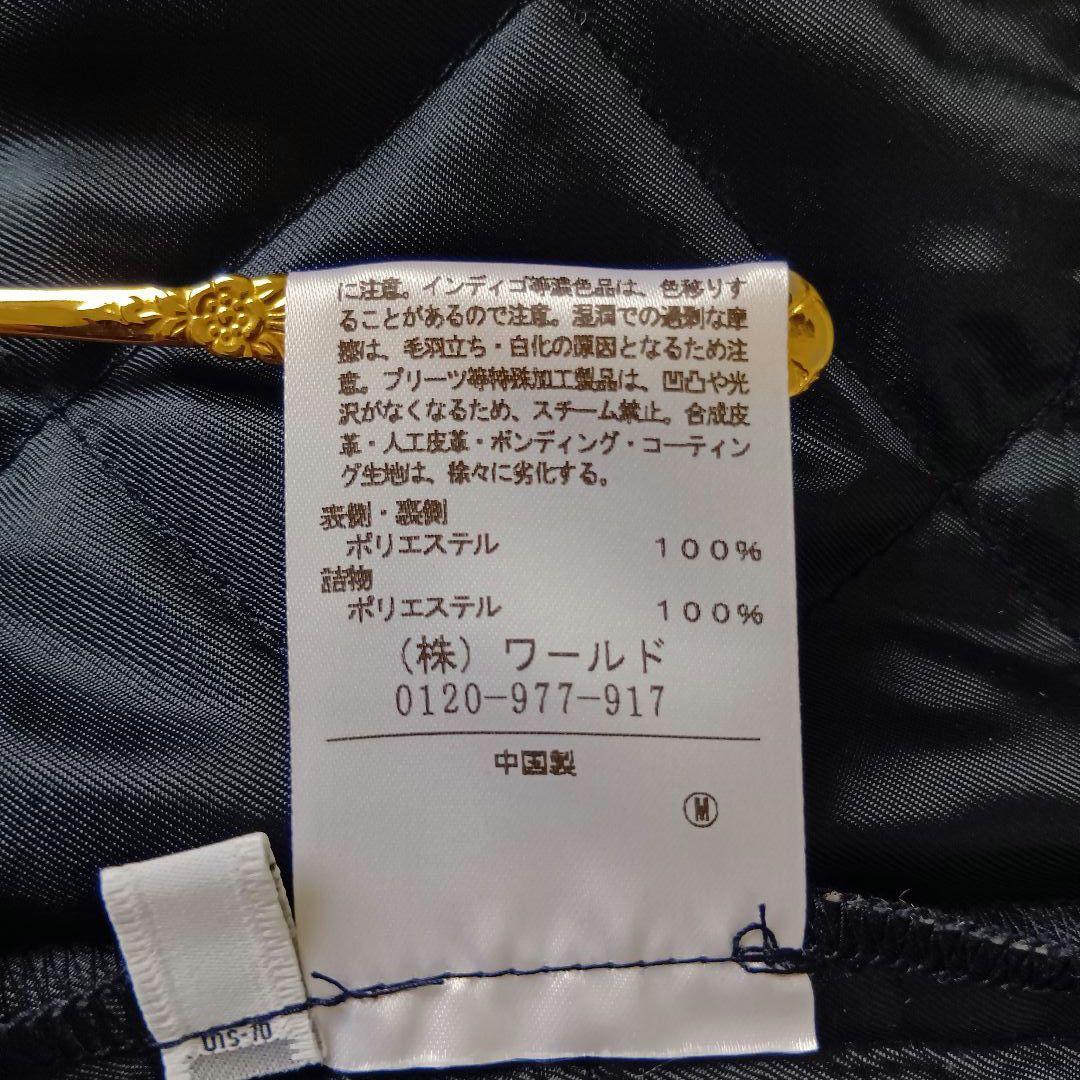 に注意。インディゴ等濃色品は、色移りす
ることがあるので注意。湿潤での過剰な摩
擦は、毛羽立ち・白化の原因となるため注
意。プリーツ等特殊加工製品は、凹凸や光
沢がなくなるため、スチーム禁止。合成皮
革・人工皮革・ボンディング・コーティン
グ生地は、徐々に劣化する。
表側・裏側
ポリエステル 100%
詰物
ポリエステル 100%
(株) ワールド
0120-977-917
中国製
M